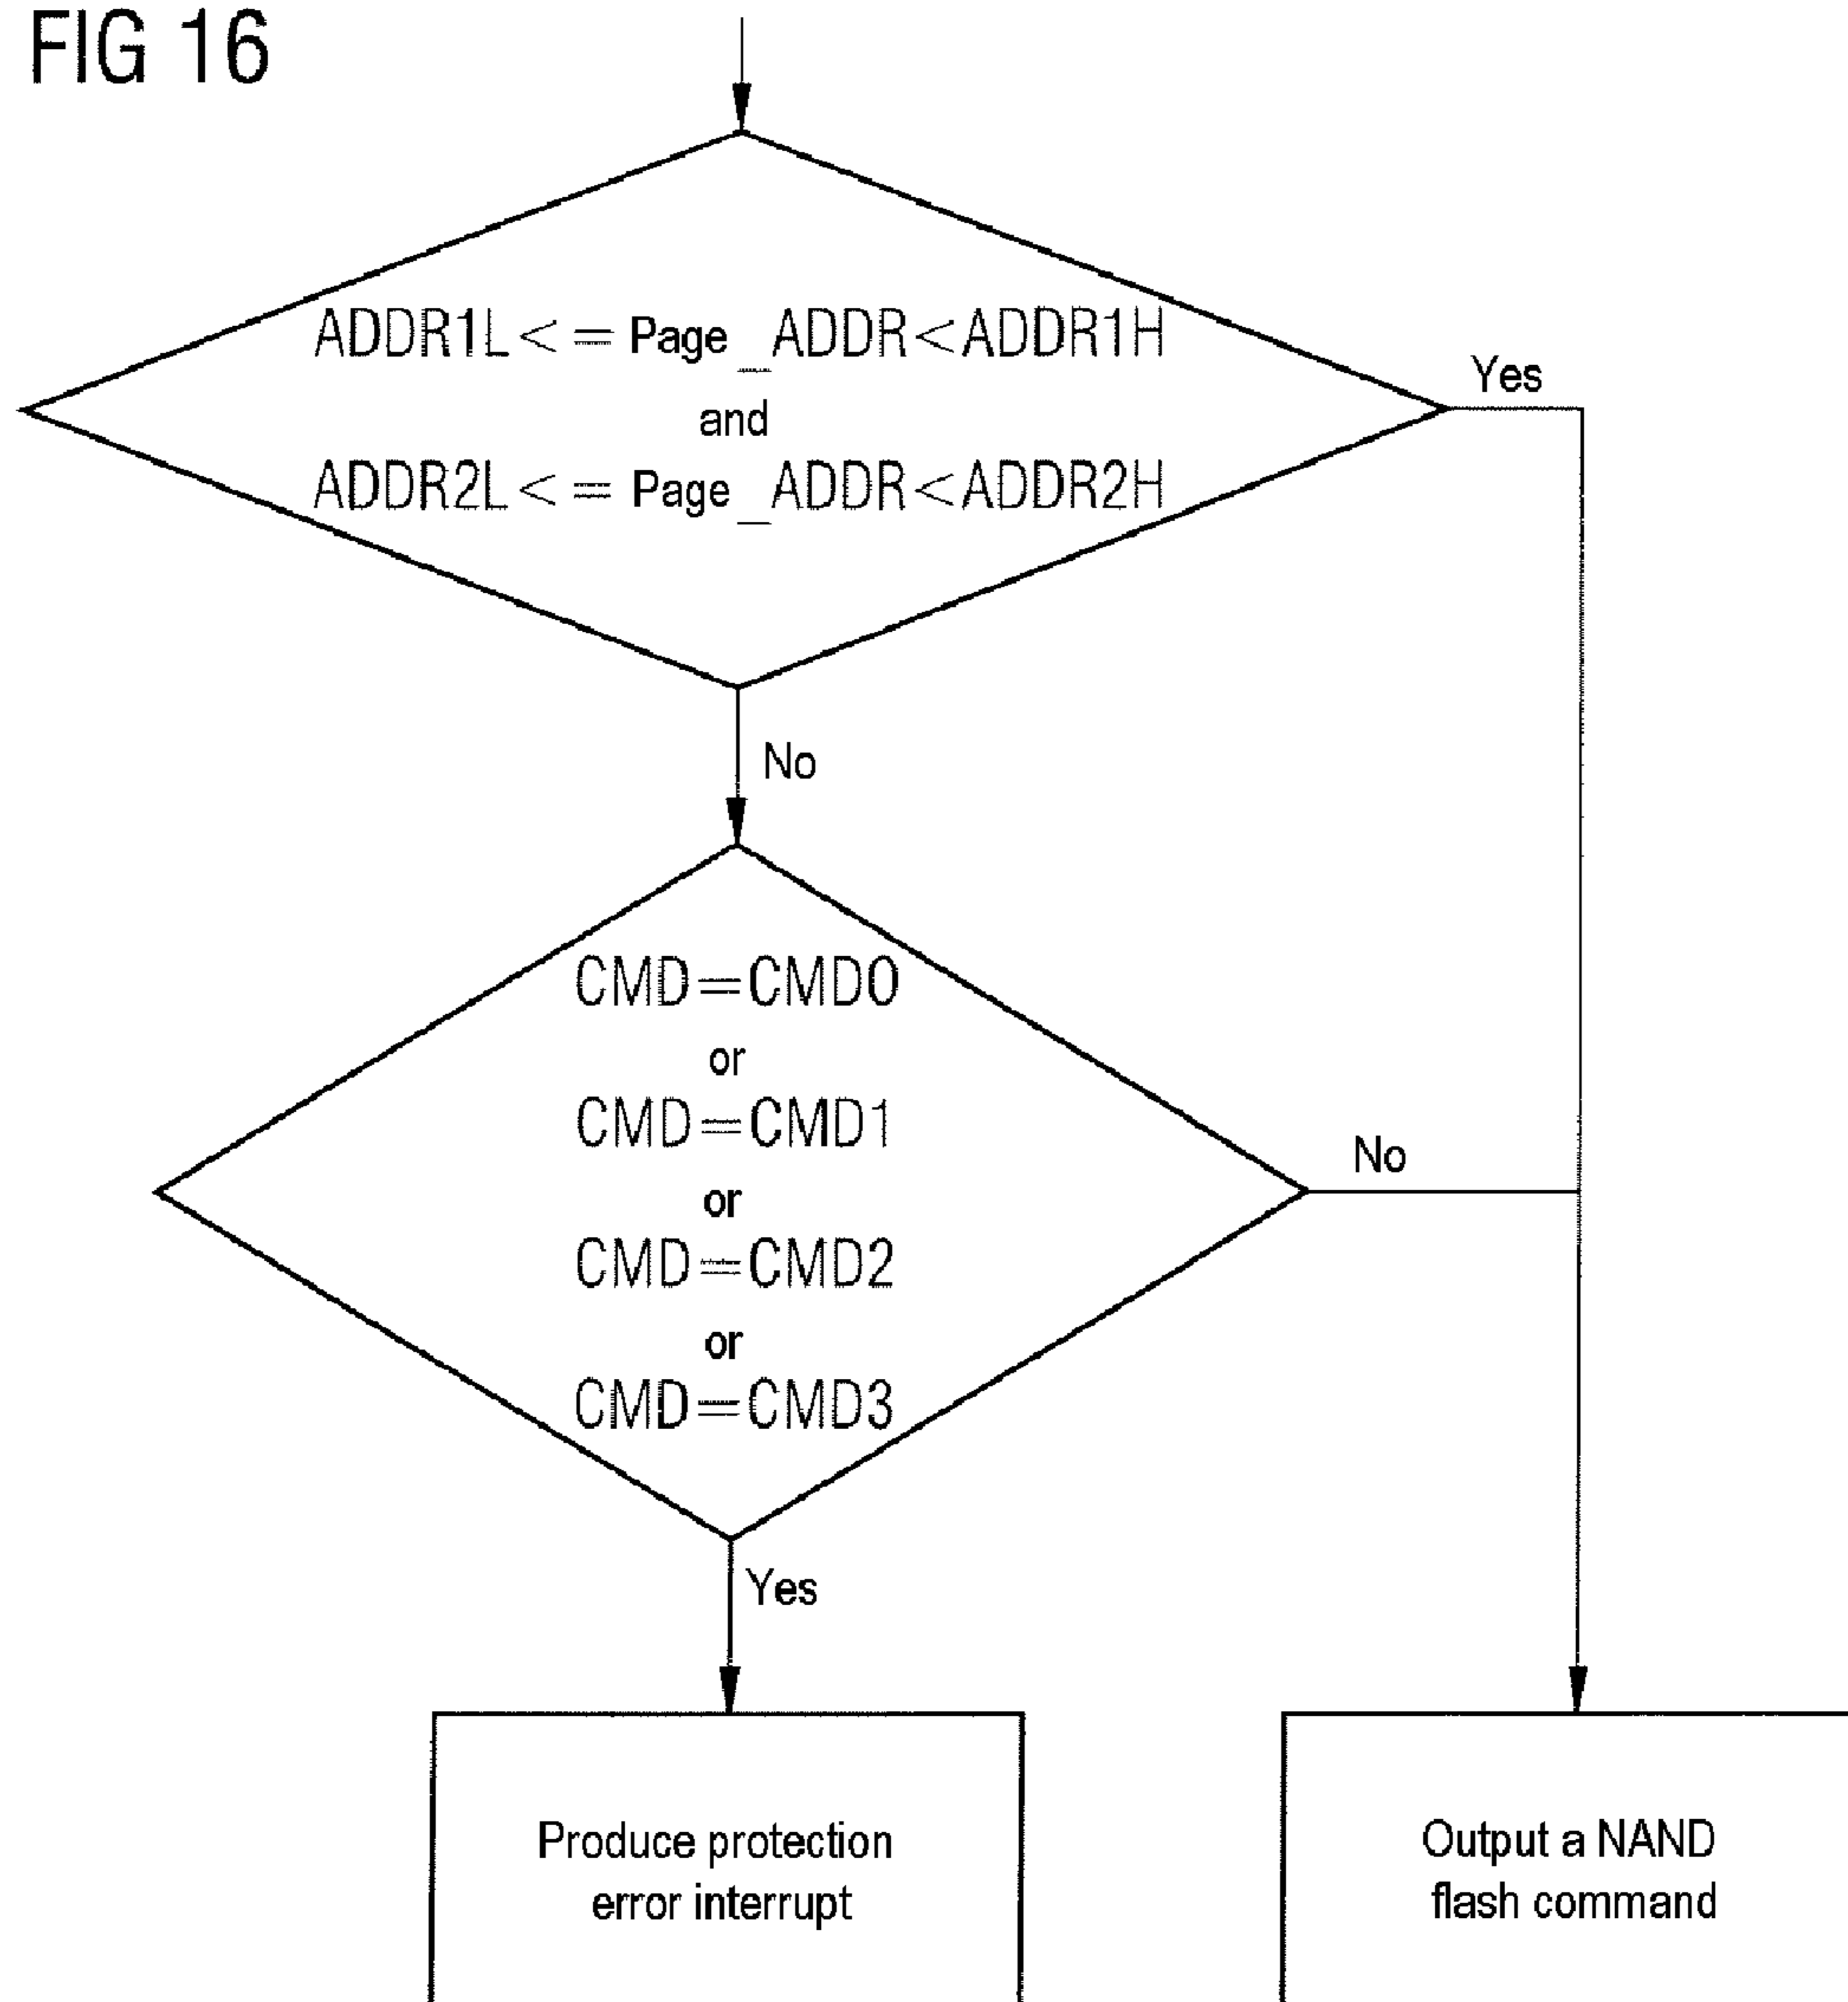 FIG 16
ADDR1L<=Page_ADDR<ADDR1H
and
ADDR2L<=Page_ADDR<ADDR2H
Yes
No
CMD=CMD0
or
CMD=CMD1
or
CMD=CMD2
or
CMD=CMD3
No
Yes
Produce protection
error interrupt
Output a NAND
flash command